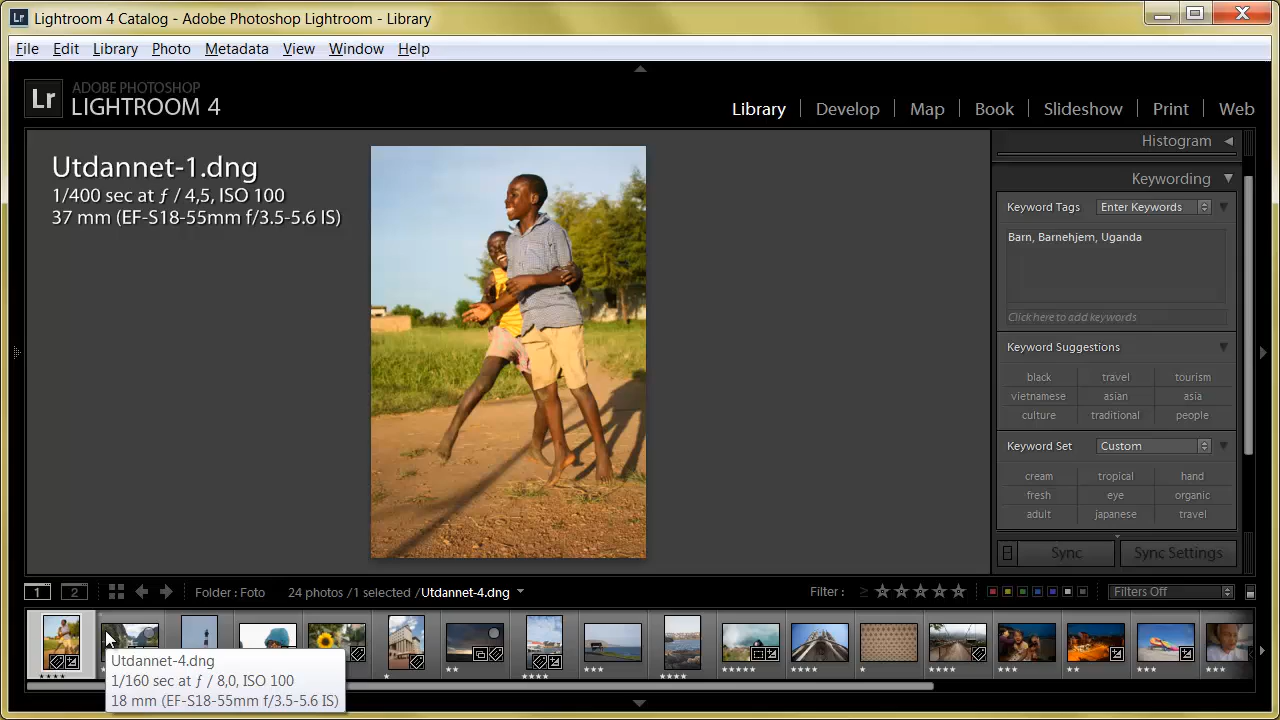 Lr Lightroom 4 Catalog - Adobe Photoshop Lightroom - Library
File Edit Library Photo Metadata View Window Help
Lr ADOBE PHOTOSHOP
LIGHTROOM 4
Library | Develop | Map | Book | Slideshow | Print | Web
Histogram
Utdannet-1.dng
1/400 sec at ƒ / 4,5, ISO 100
37 mm (EF-S18-55mm f/3.5-5.6 IS)
Keywording
Keyword Tags Enter Keywords
Barn, Barnehjem, Uganda
Click here to add keywords
Keyword Suggestions
black travel tourism
vietnamese asian asia
culture traditional people
Keyword Set Custom
cream tropical hand
fresh eye organic
adult japanese travel
Sync Sync Settings
1 2 Folder : Foto 24 photos /1 selected /Utdannet-4.dng Filter : Filters Off
Utdannet-4.dng
1/160 sec at ƒ / 8,0, ISO 100
18 mm (EF-S18-55mm f/3.5-5.6 IS)